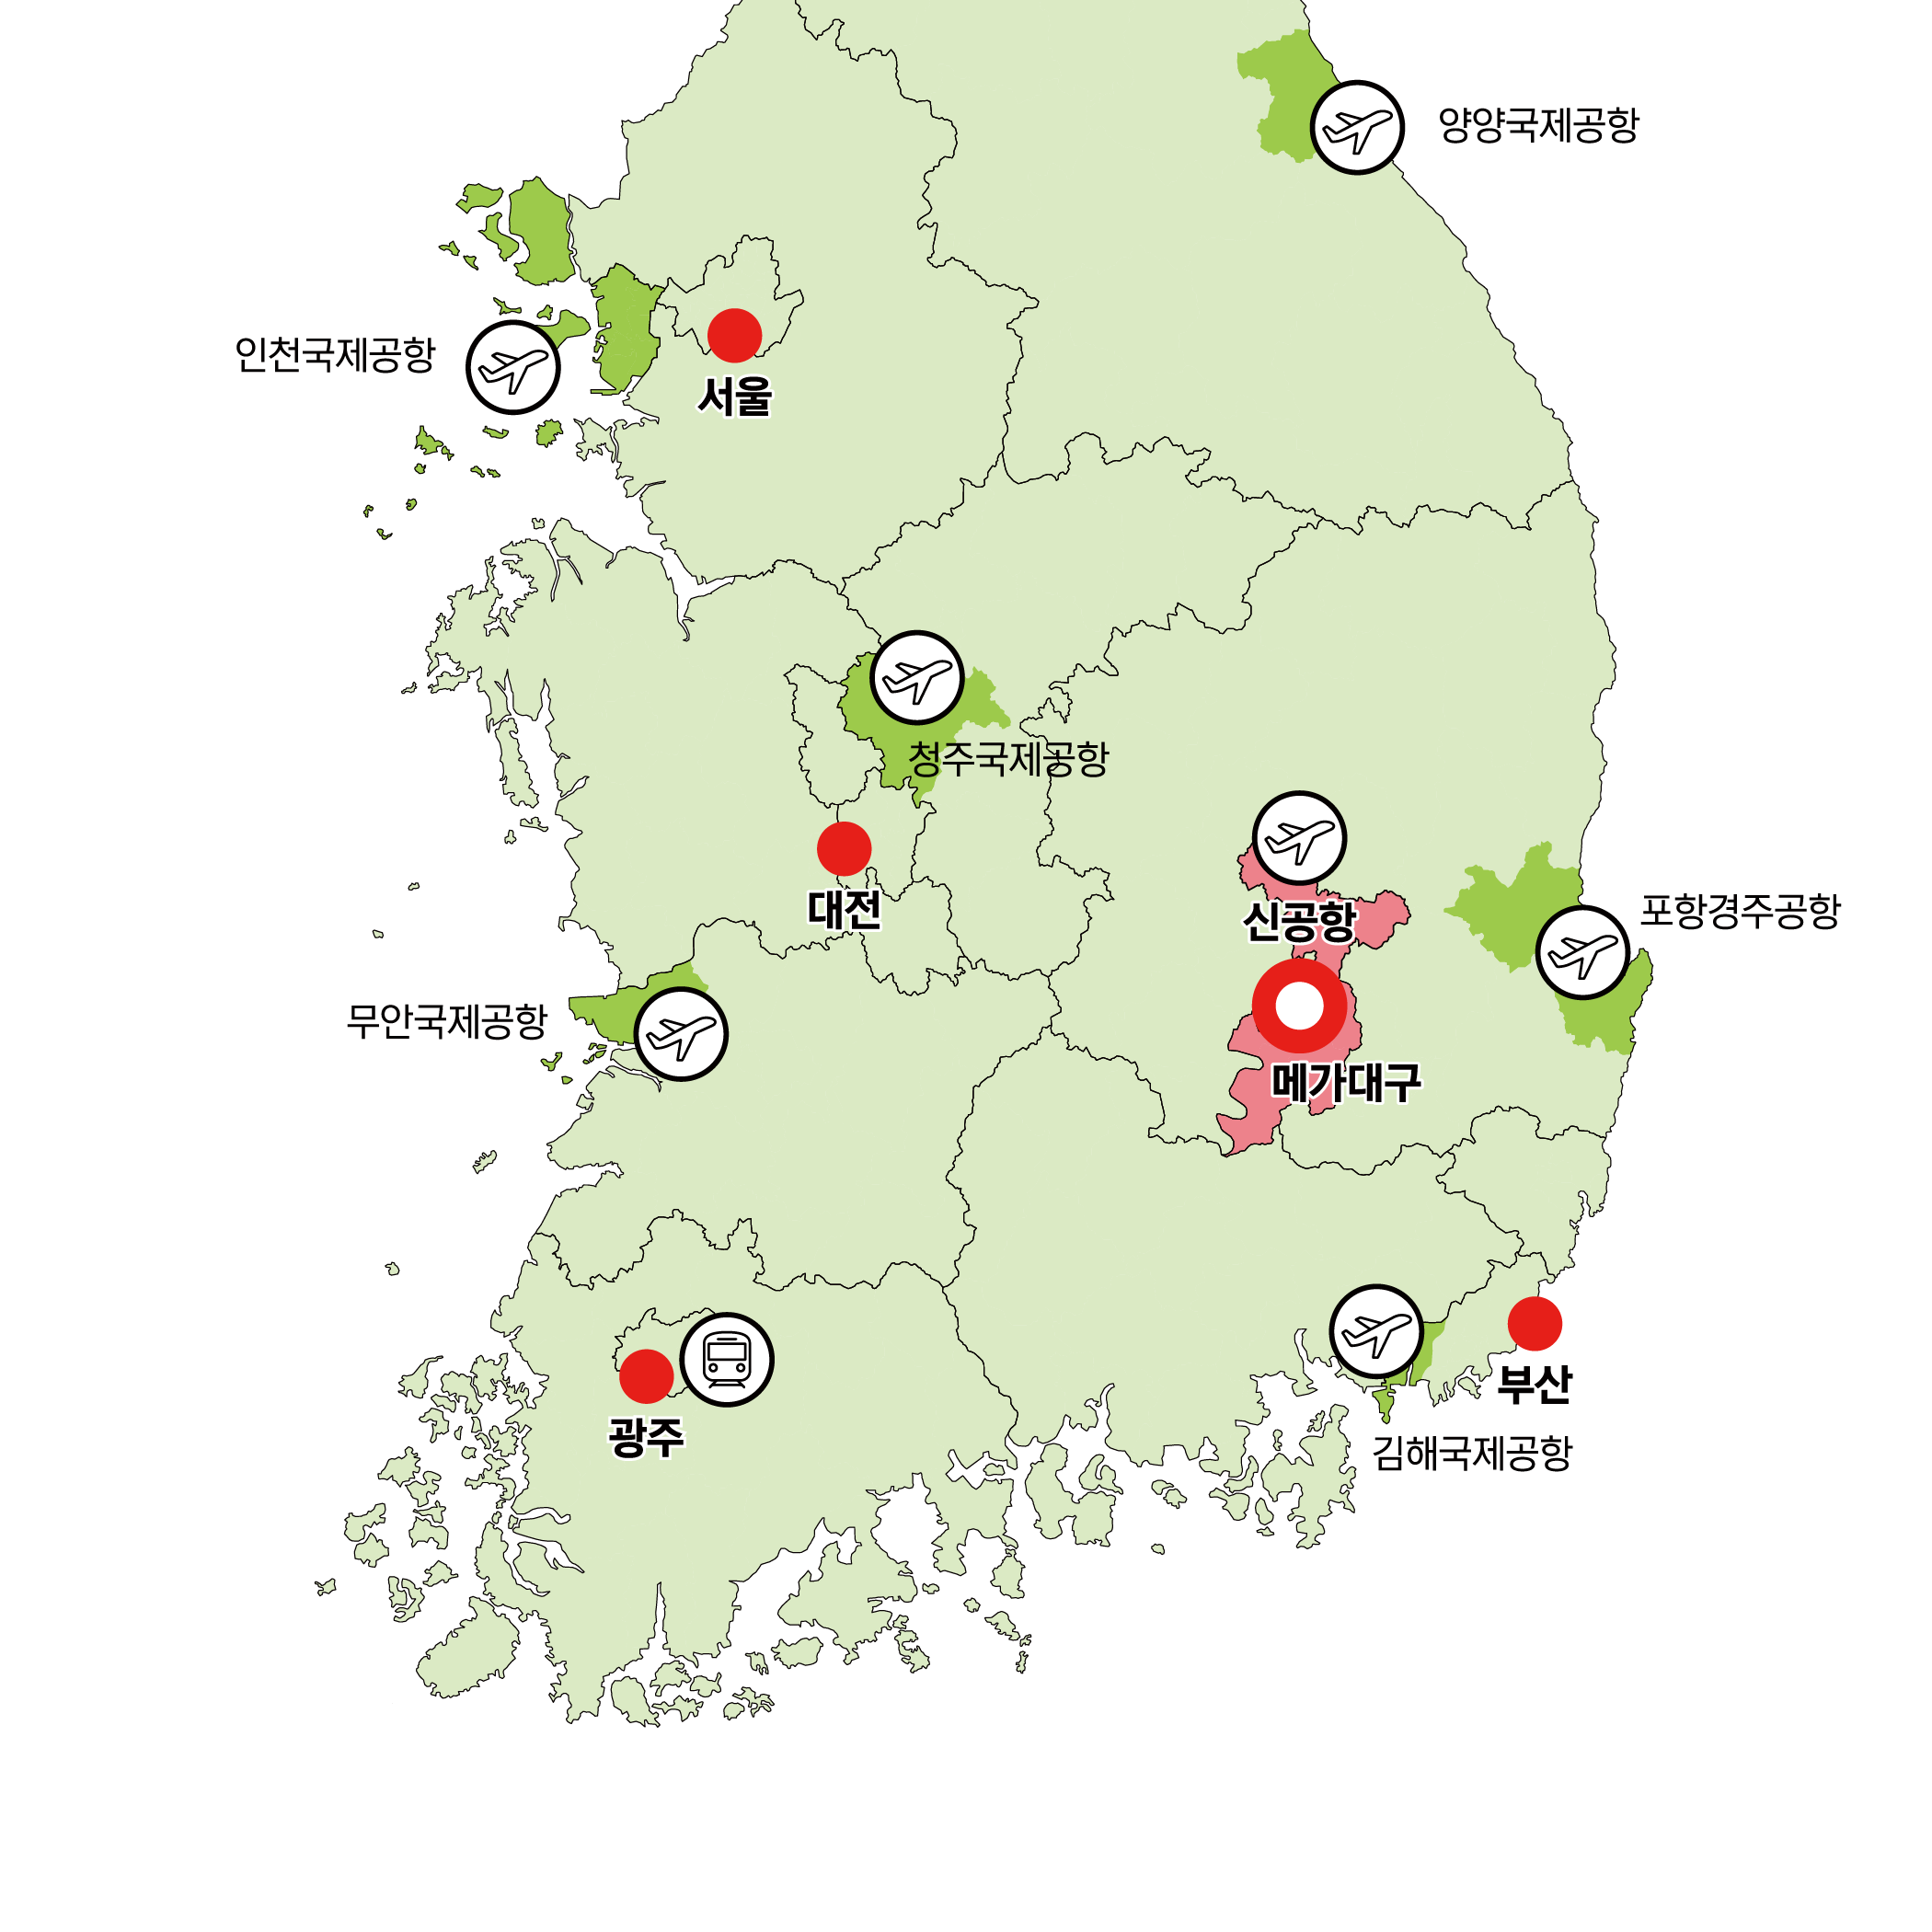 양양국제공항
인천국제공항
서울
청주국제공항
대전
신공항
포항경주공항
무안국제공항
메가대구
부산
광주
김해국제공항